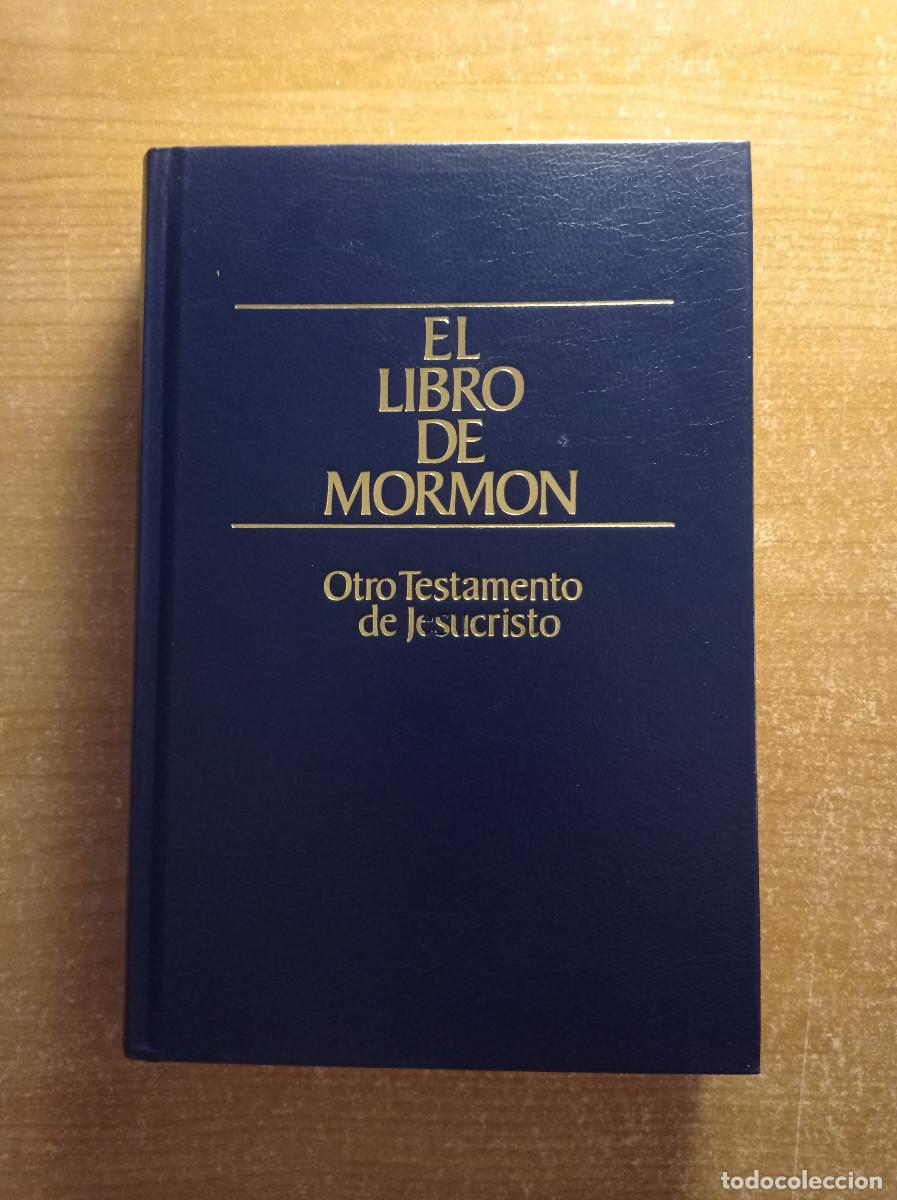 EL
LIBRO
DE
MORMON
Otro Testamento
de Jesucristo
todocoleccion